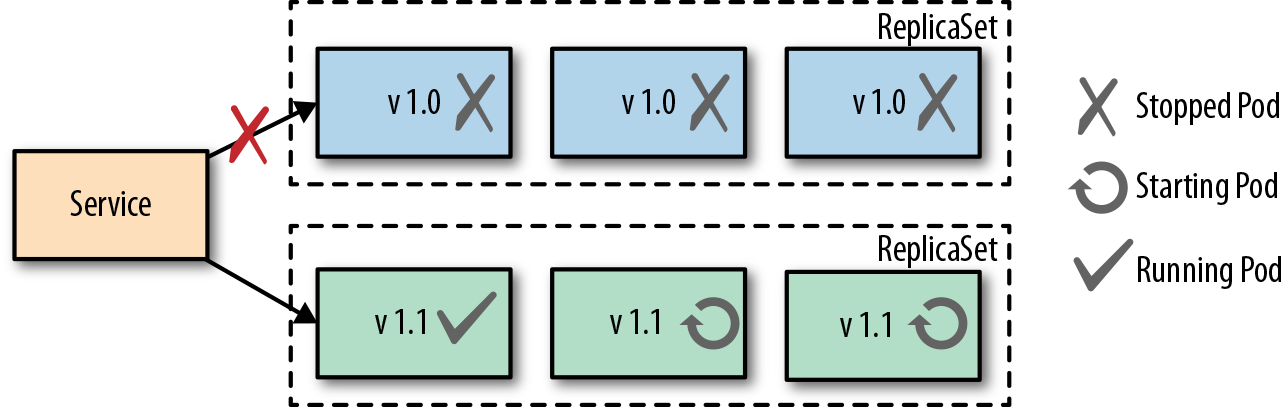 ReplicaSet
v 1.0
v 1.0
v 1.0
Service
ReplicaSet
v 1.1
v 1.1
v 1.1
Stopped Pod
Starting Pod
Running Pod